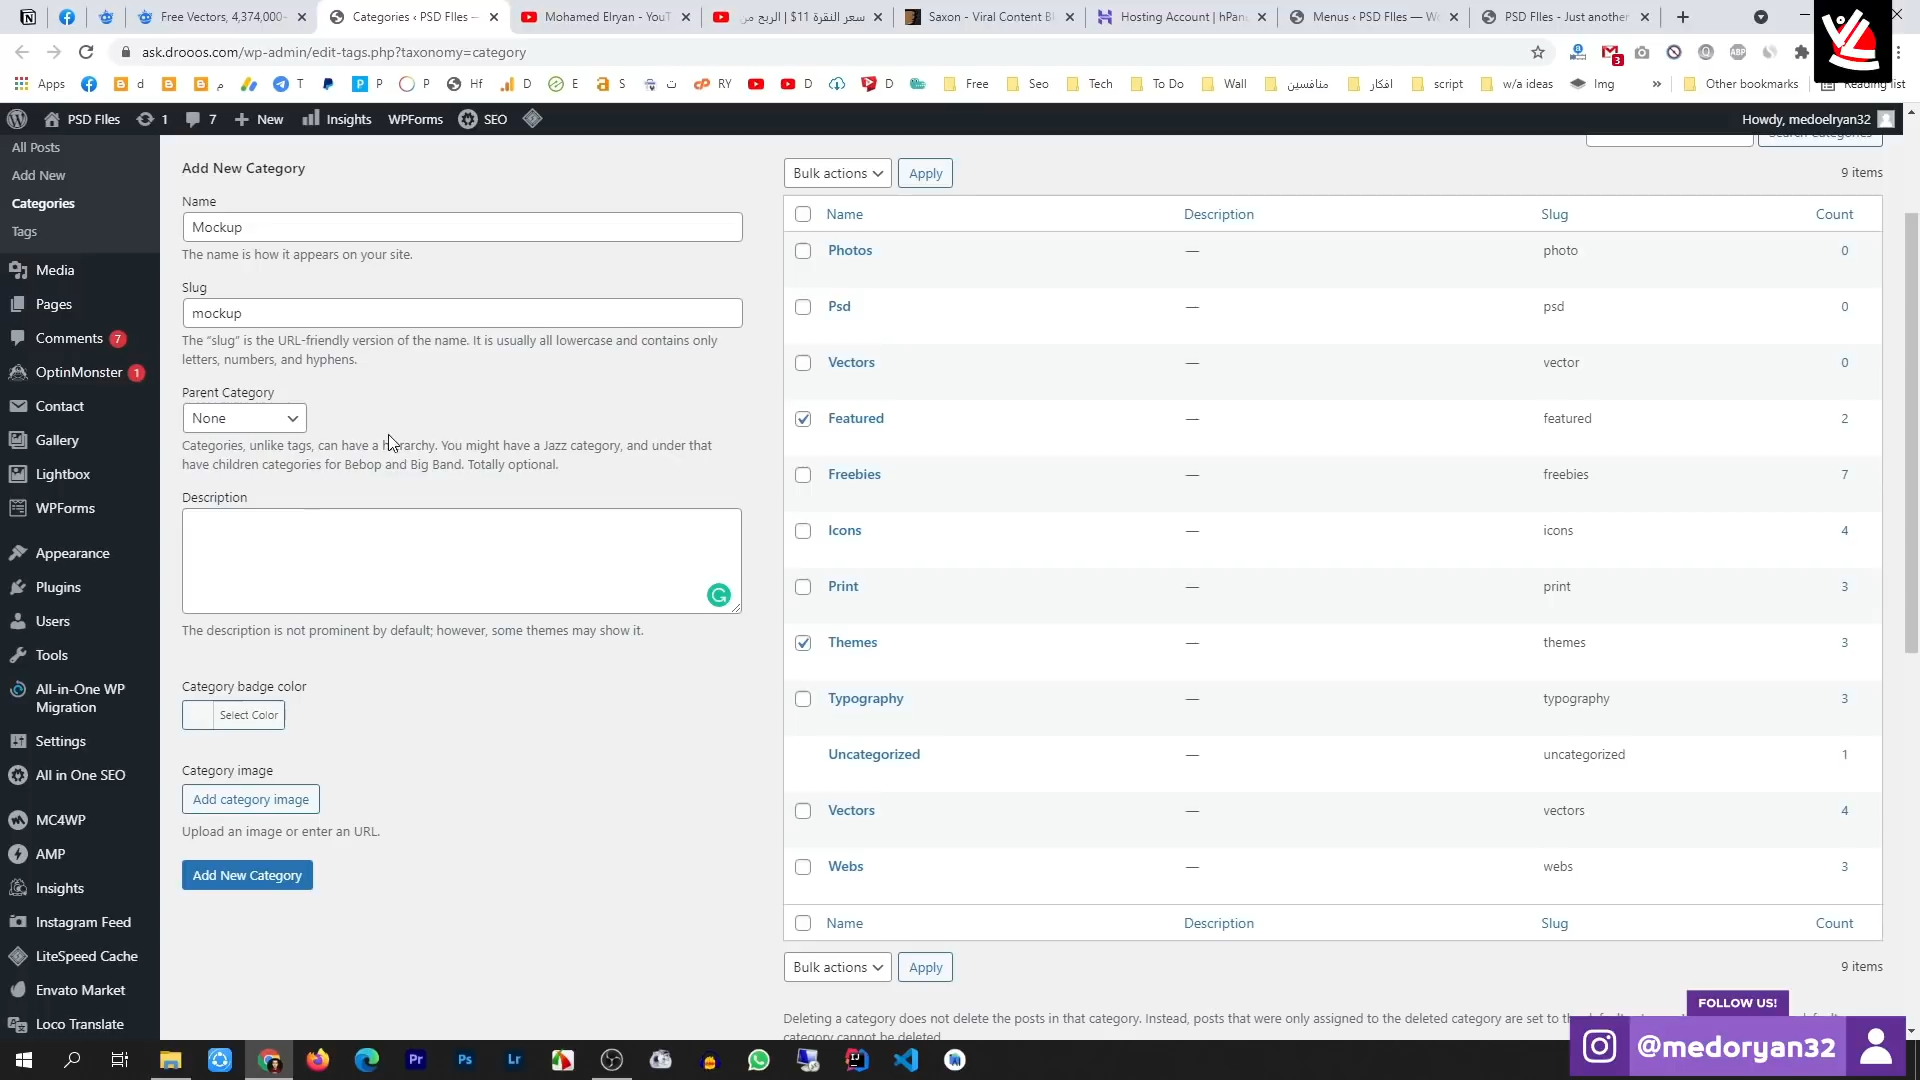 Free Vectors, 4,374,000-
Categories ‹ PSD FIles —
Mohamed Elryan - YouT
سعر النقرة 11$ | الربح من
Saxon - Viral Content Bl
Hosting Account | hPan
Menus ‹ PSD FIles — Wo
PSD FIles - Just another
ask.drooos.com/wp-admin/edit-tags.php?taxonomy=category
3
ABP
Apps
d
م
T
P
P
Hf
D
E
S
ت
RY
D
D
Free
Seo
Tech
To Do
Wall
منافسين
افكار
script
w/a ideas
Img
»
Other bookmarks
Reading list
PSD FIles
1
7
New
Insights
WPForms
SEO
Howdy, medoelryan32
All Posts
Add New
Categories
Tags
Media
Pages
Comments 7
OptinMonster 1
Contact
Gallery
Lightbox
WPForms
Appearance
Plugins
Users
Tools
All-in-One WP
Migration
Settings
All in One SEO
MC4WP
AMP
Insights
Instagram Feed
LiteSpeed Cache
Envato Market
Loco Translate
Add New Category
Name
Mockup
The name is how it appears on your site.
Slug
mockup
The “slug” is the URL-friendly version of the name. It is usually all lowercase and contains only
letters, numbers, and hyphens.
Parent Category
None
Categories, unlike tags, can have a hierarchy. You might have a Jazz category, and under that
have children categories for Bebop and Big Band. Totally optional.
Description
The description is not prominent by default; however, some themes may show it.
Category badge color
Select Color
Category image
Add category image
Upload an image or enter an URL.
Add New Category
Search Categories
Bulk actions
Apply
9 items
Name Description Slug Count
Photos — photo 0
Psd — psd 0
Vectors — vector 0
Featured — featured 2
Freebies — freebies 7
Icons — icons 4
Print — print 3
Themes — themes 3
Typography — typography 3
Uncategorized — uncategorized 1
Vectors — vectors 4
Webs — webs 3
Name Description Slug Count
Bulk actions
Apply
9 items
Deleting a category does not delete the posts in that category. Instead, posts that were only assigned to the deleted category are set to th
category cannot be deleted.
FOLLOW US!
@medoryan32
Pr
Ps
Lr